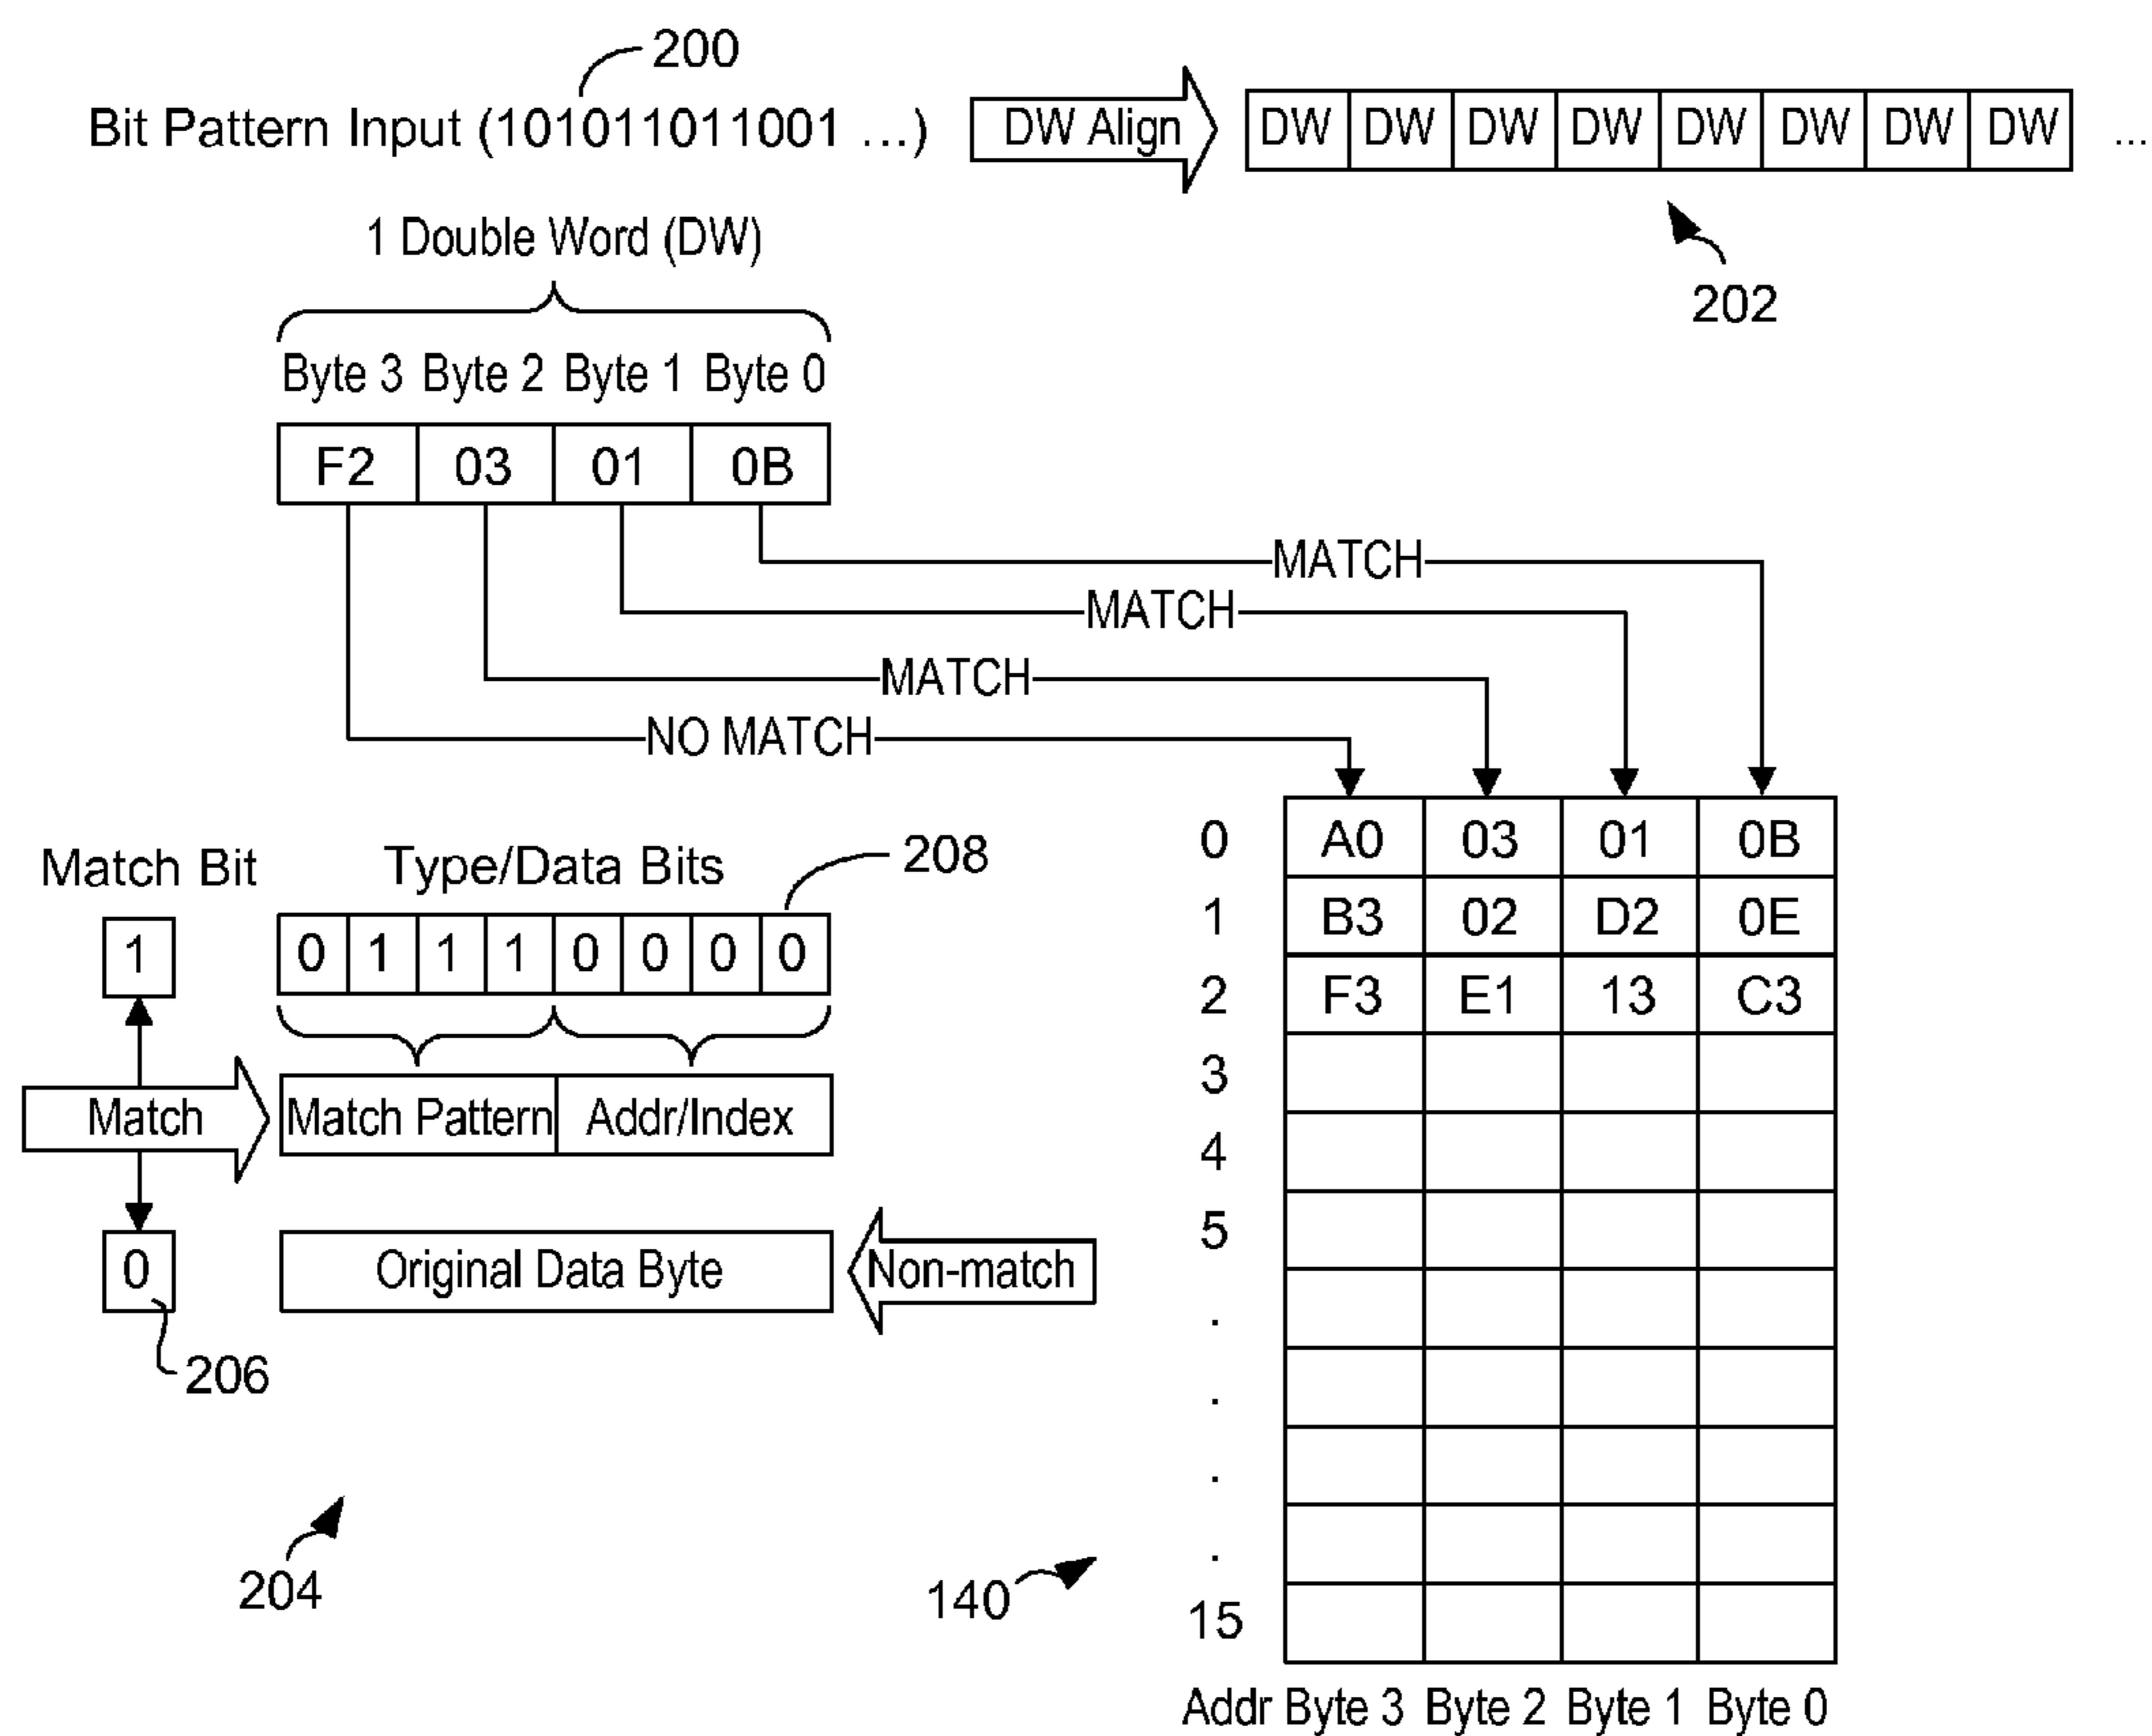 200
Bit Pattern Input (101011011001 ...) DW Align DW DW DW DW DW DW DW DW ...
1 Double Word (DW)
202
Byte 3 Byte 2 Byte 1 Byte 0
F2 03 01 0B
MATCH
MATCH
MATCH
NO MATCH
0 A0 03 01 0B
Match Bit Type/Data Bits 208
1 0 1 1 1 0 0 0 0
1 B3 02 D2 0E
2 F3 E1 13 C3
3
Match Match Pattern Addr/Index
4
5
0 Original Data Byte Non-match
.
206
.
.
.
204
140
15
Addr Byte 3 Byte 2 Byte 1 Byte 0